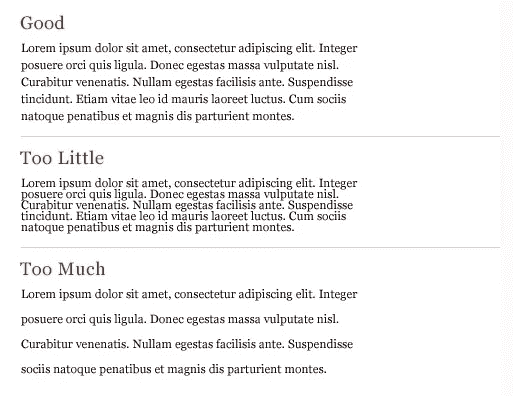 Good
Lorem ipsum dolor sit amet, consectetur adipiscing elit. Integer
posuere orci quis ligula. Donec egestas massa vulputate nisl.
Curabitur venenatis. Nullam egestas facilisis ante. Suspendisse
tincidunt. Etiam vitae leo id mauris laoreet luctus. Cum sociis
natoque penatibus et magnis dis parturient montes.
Too Little
Lorem ipsum dolor sit amet, consectetur adipiscing elit. Integer
posuere orci quis ligula. Donec egestas massa vulputate nisl.
Curabitur venenatis. Nullam egestas facilisis ante. Suspendisse
tincidunt. Etiam vitae leo id mauris laoreet luctus. Cum sociis
natoque penatibus et magnis dis parturient montes.
Too Much
Lorem ipsum dolor sit amet, consectetur adipiscing elit. Integer
posuere orci quis ligula. Donec egestas massa vulputate nisl.
Curabitur venenatis. Nullam egestas facilisis ante. Suspendisse
sociis natoque penatibus et magnis dis parturient montes.